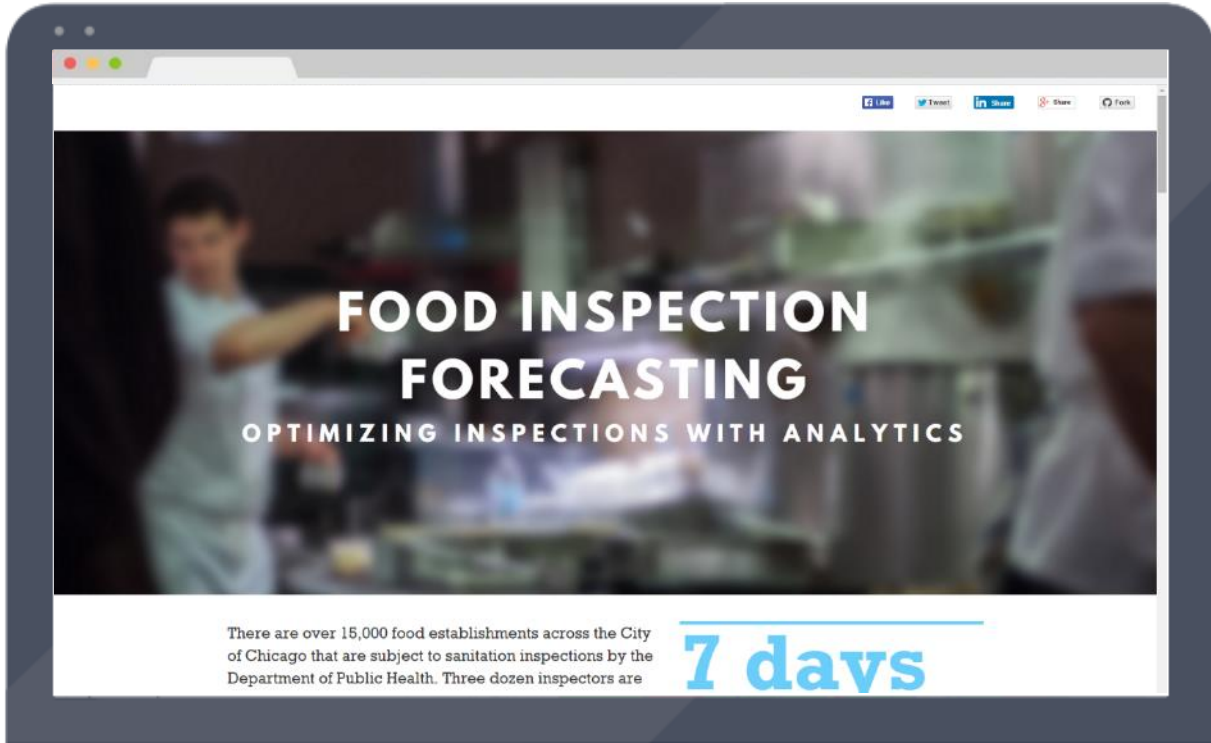 Like
Tweet
in Share
Share
Fork
FOOD INSPECTION
FORECASTING
OPTIMIZING INSPECTIONS WITH ANALYTICS
There are over 15,000 food establishments across the City
of Chicago that are subject to sanitation inspections by the
Department of Public Health. Three dozen inspectors are
7 days